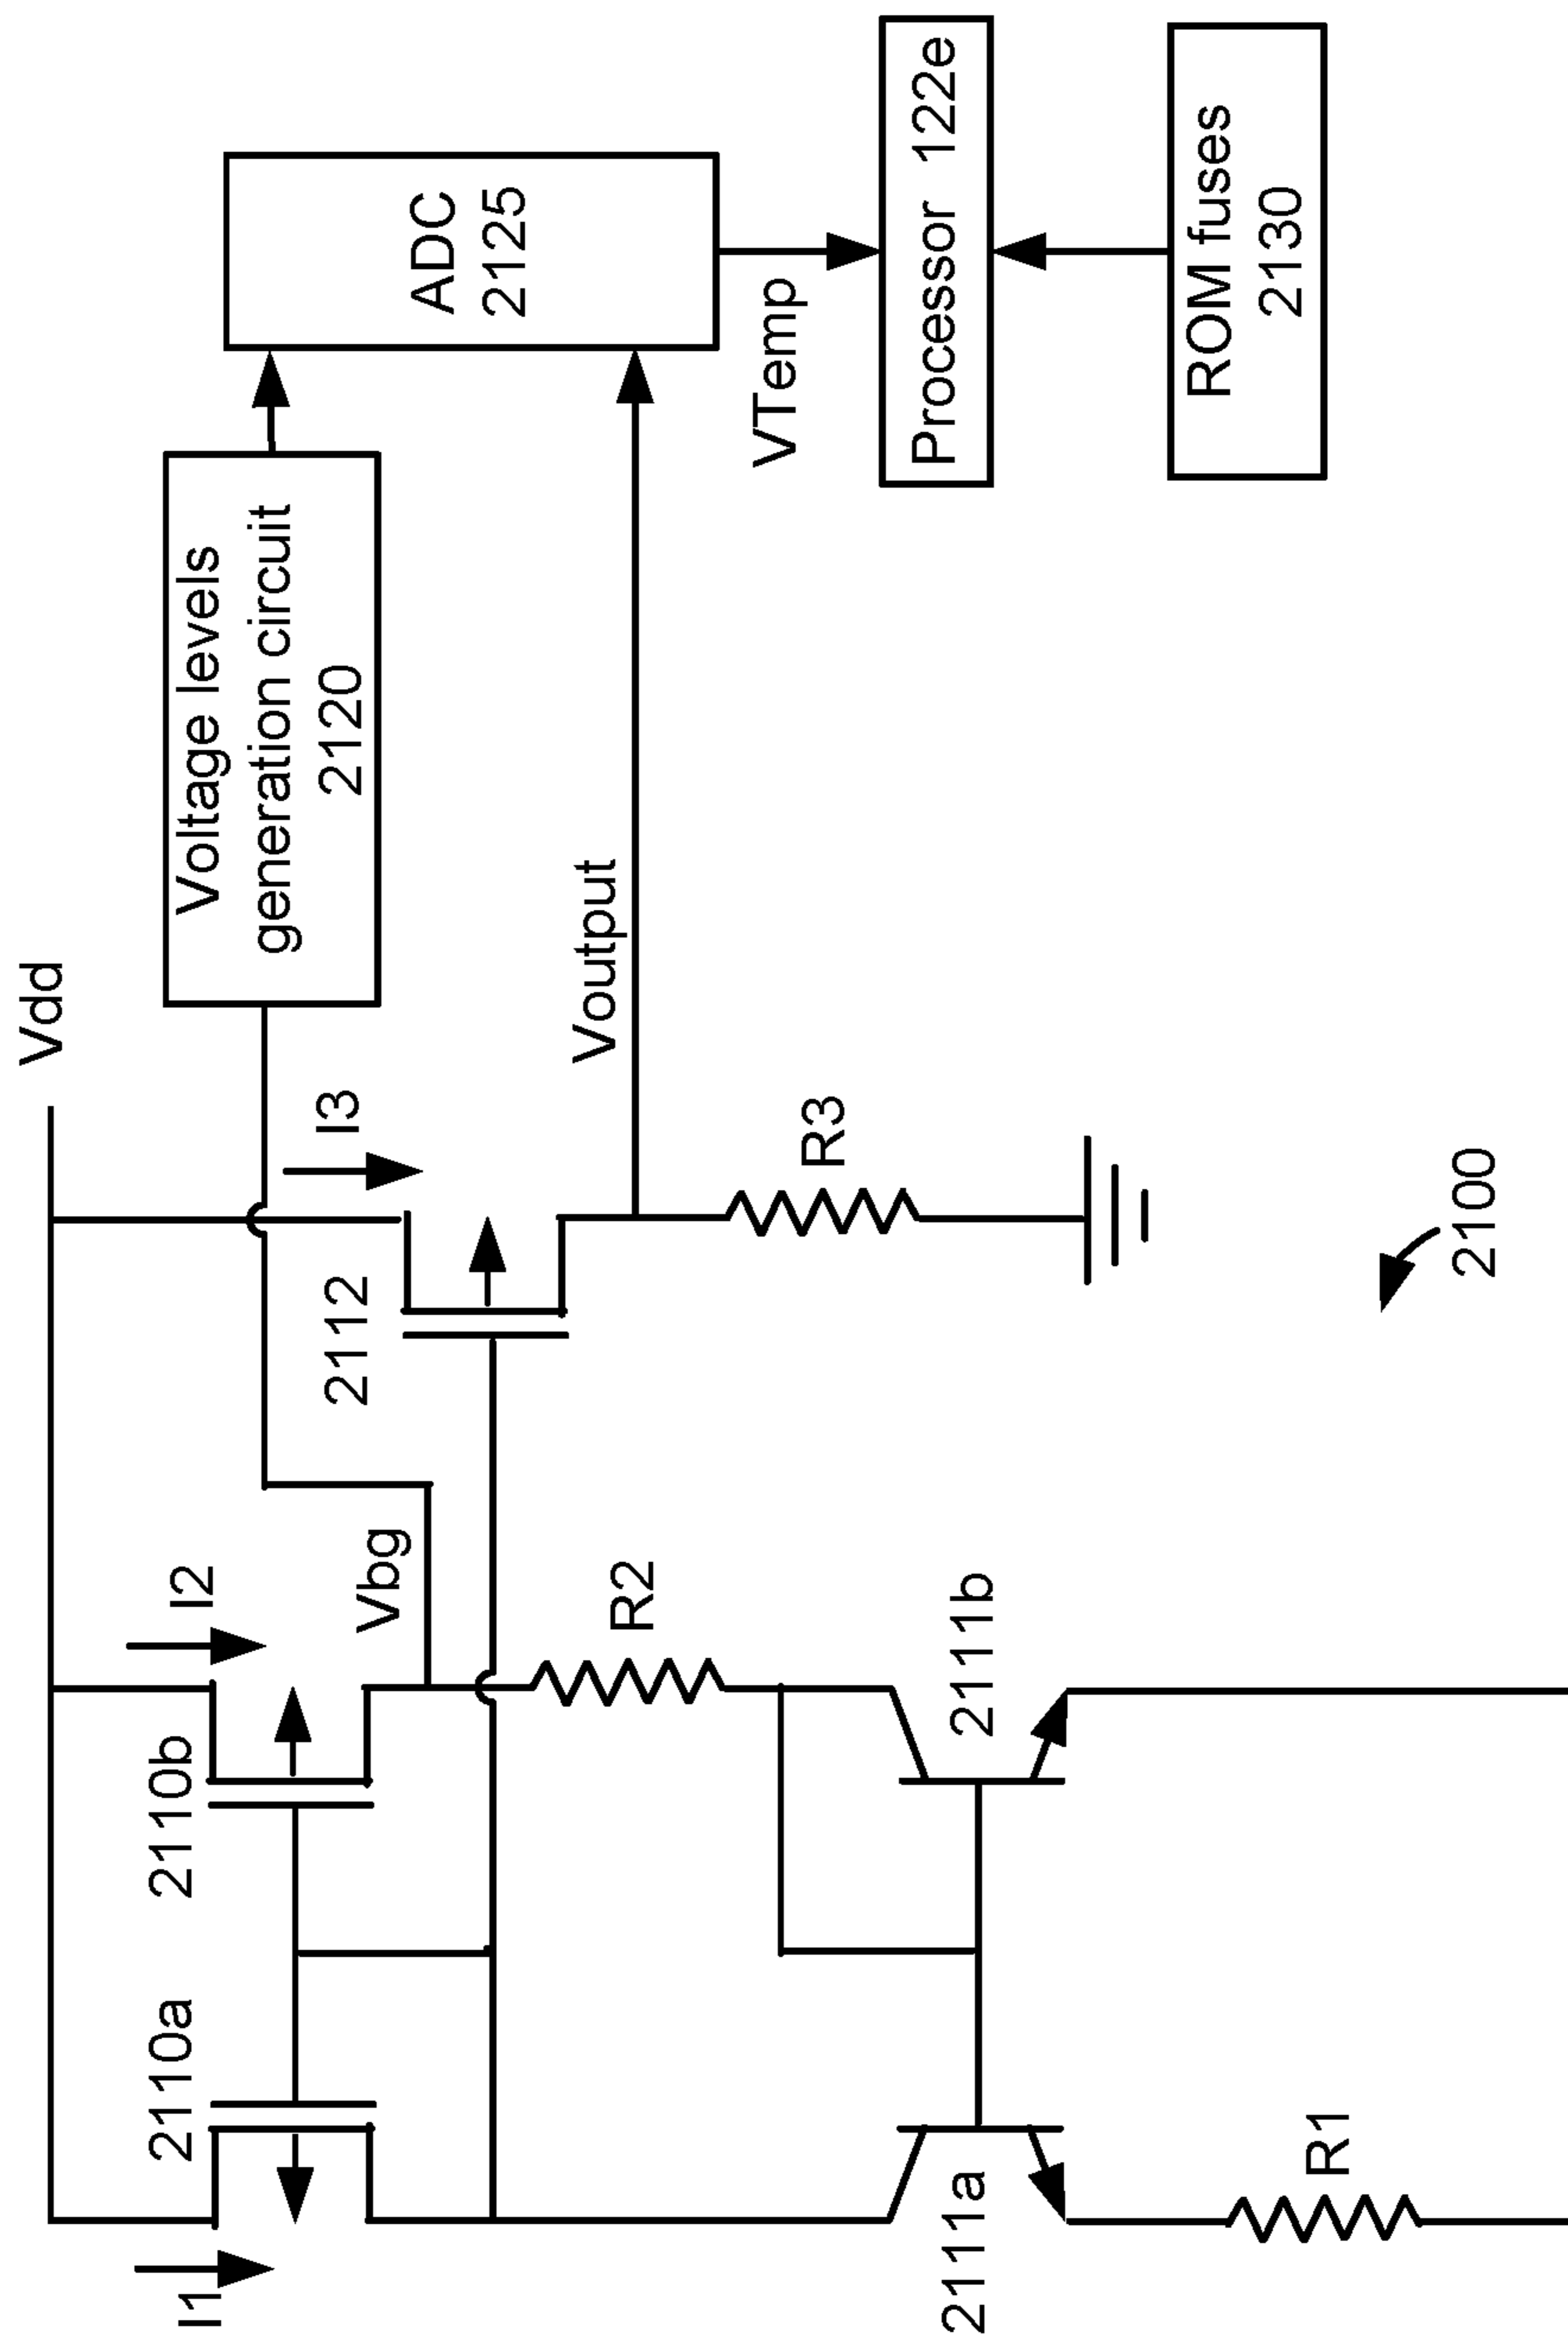 Vdd
I1
2110a
2110b
I2
Vbg
2112
I3
Voltage levels
generation circuit
2120
ADC
2125
Voutput
VTemp
R2
R3
Processor 122e
2111a
2111b
ROM fuses
2130
R1
2100